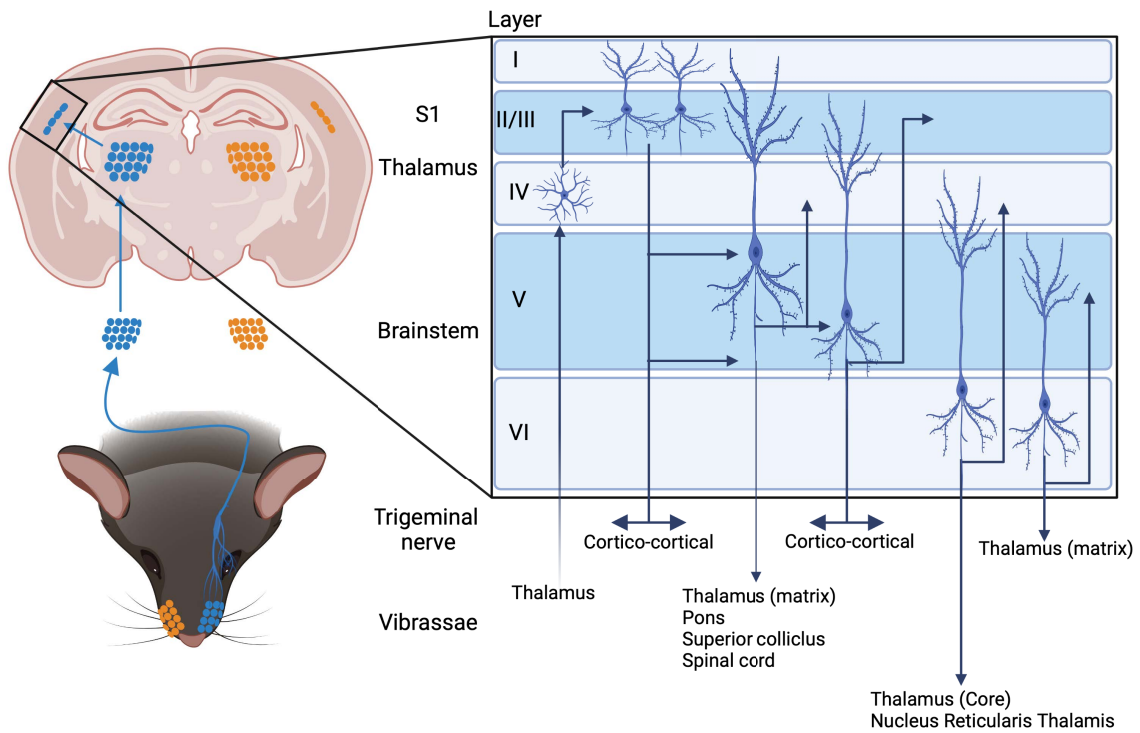 Layer
I
S1
II/III
Thalamus
IV
V
Brainstem
VI
Trigeminal
nerve
Cortico-cortical
Cortico-cortical
Thalamus (matrix)
Thalamus
Thalamus (matrix)
Pons
Superior colliclus
Spinal cord
Vibrassae
Thalamus (Core)
Nucleus Reticularis Thalamis